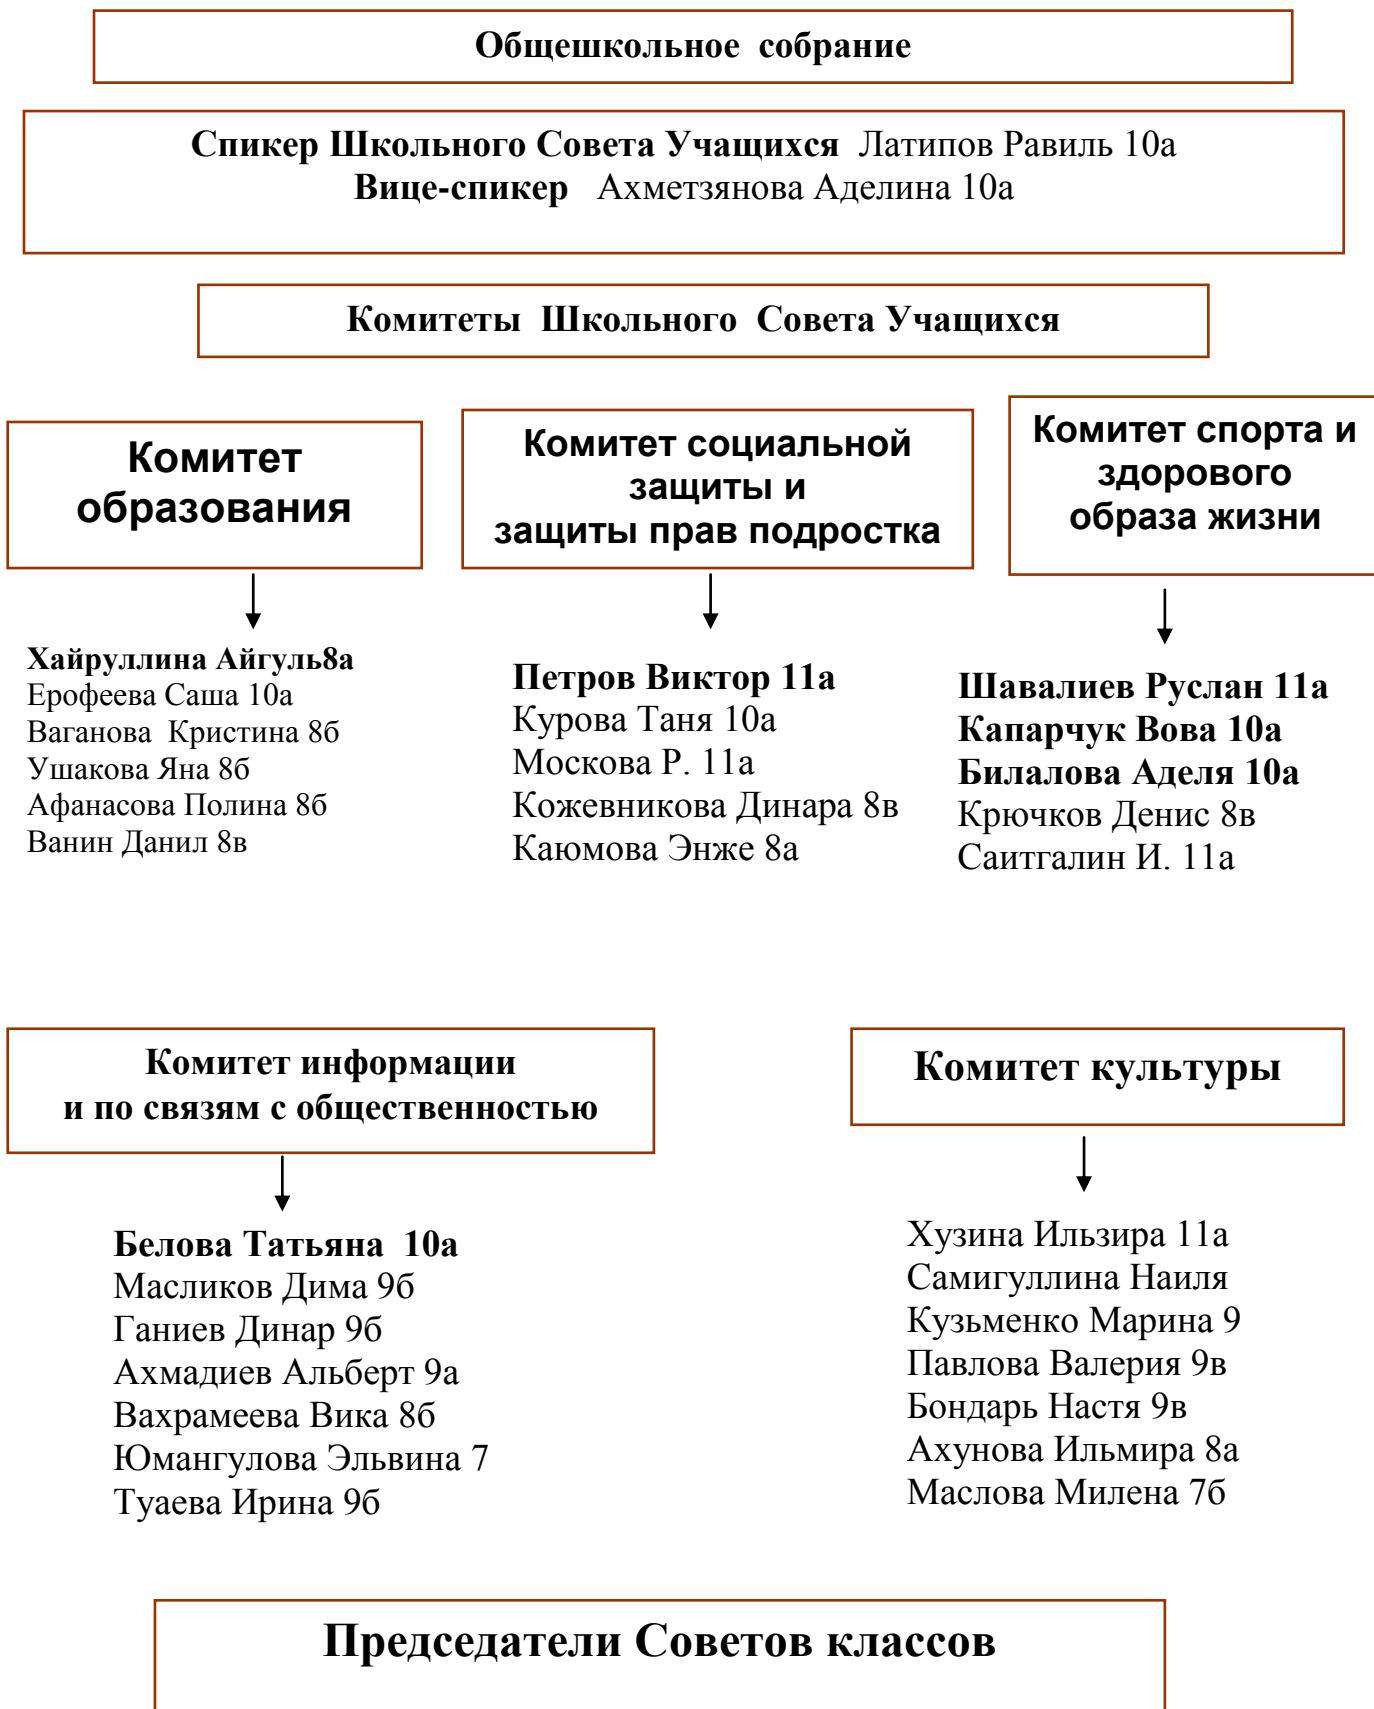 Общешкольное собрание
Спикер Школьного Совета Учащихся Латипов Равиль 10а
Вице-спикер Ахметзянова Аделина 10а
Комитеты Школьного Совета Учащихся
Комитет
образования
Хайруллина Айгуль8а
Ерофеева Саша 10а
Ваганова Кристина 8б
Ушакова Яна 8б
Афанасова Полина 8б
Ванин Данил 8в
Комитет социальной
защиты и
защиты прав подростка
Петров Виктор 11а
Курова Таня 10а
Москова Р. 11а
Кожевникова Динара 8в
Каюмова Энже 8а
Комитет спорта и
здорового
образа жизни
Шавалиев Руслан 11а
Капарчук Вова 10а
Билалова Аделя 10а
Крючков Денис 8в
Саитгалин И. 11а
Комитет информации
и по связям с общественностью
Белова Татьяна 10а
Масликов Дима 9б
Ганиев Динар 9б
Ахмадиев Альберт 9а
Вахрамеева Вика 8б
Юмангулова Эльвина 7
Туаева Ирина 9б
Комитет культуры
Хузина Ильзира 11а
Самигуллина Наиля
Кузьменко Марина 9
Павлова Валерия 9в
Бондарь Настя 9в
Ахунова Ильмира 8а
Маслова Милена 7б
Председатели Советов классов